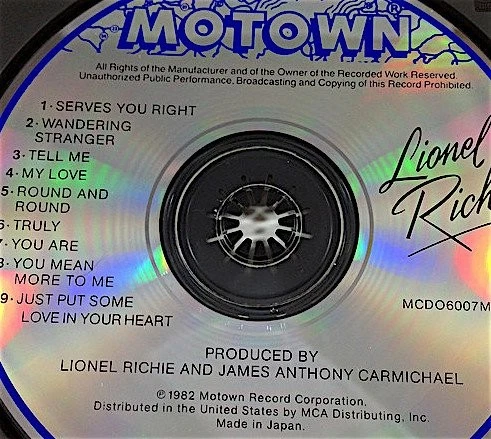 MOTOWN
All Rights of the Manufacturer and of the Owner of the Recorded Work Reserved.
Unauthorized Public Performance, Broadcasting and Copying of this Record Prohibited.
1·SERVES YOU RIGHT
2·WANDERING
STRANGER
3·TELL ME
4·MY LOVE
5·ROUND AND
ROUND
6·TRULY
7·YOU ARE
8·YOU MEAN
MORE TO ME
9·JUST PUT SOME
LOVE IN YOUR HEART
Lionel
Rich
MCDO6007M
PRODUCED BY
LIONEL RICHIE AND JAMES ANTHONY CARMICHAEL
℗1982 Motown Record Corporation.
Distributed in the United States by MCA Distributing, Inc.
Made in Japan.